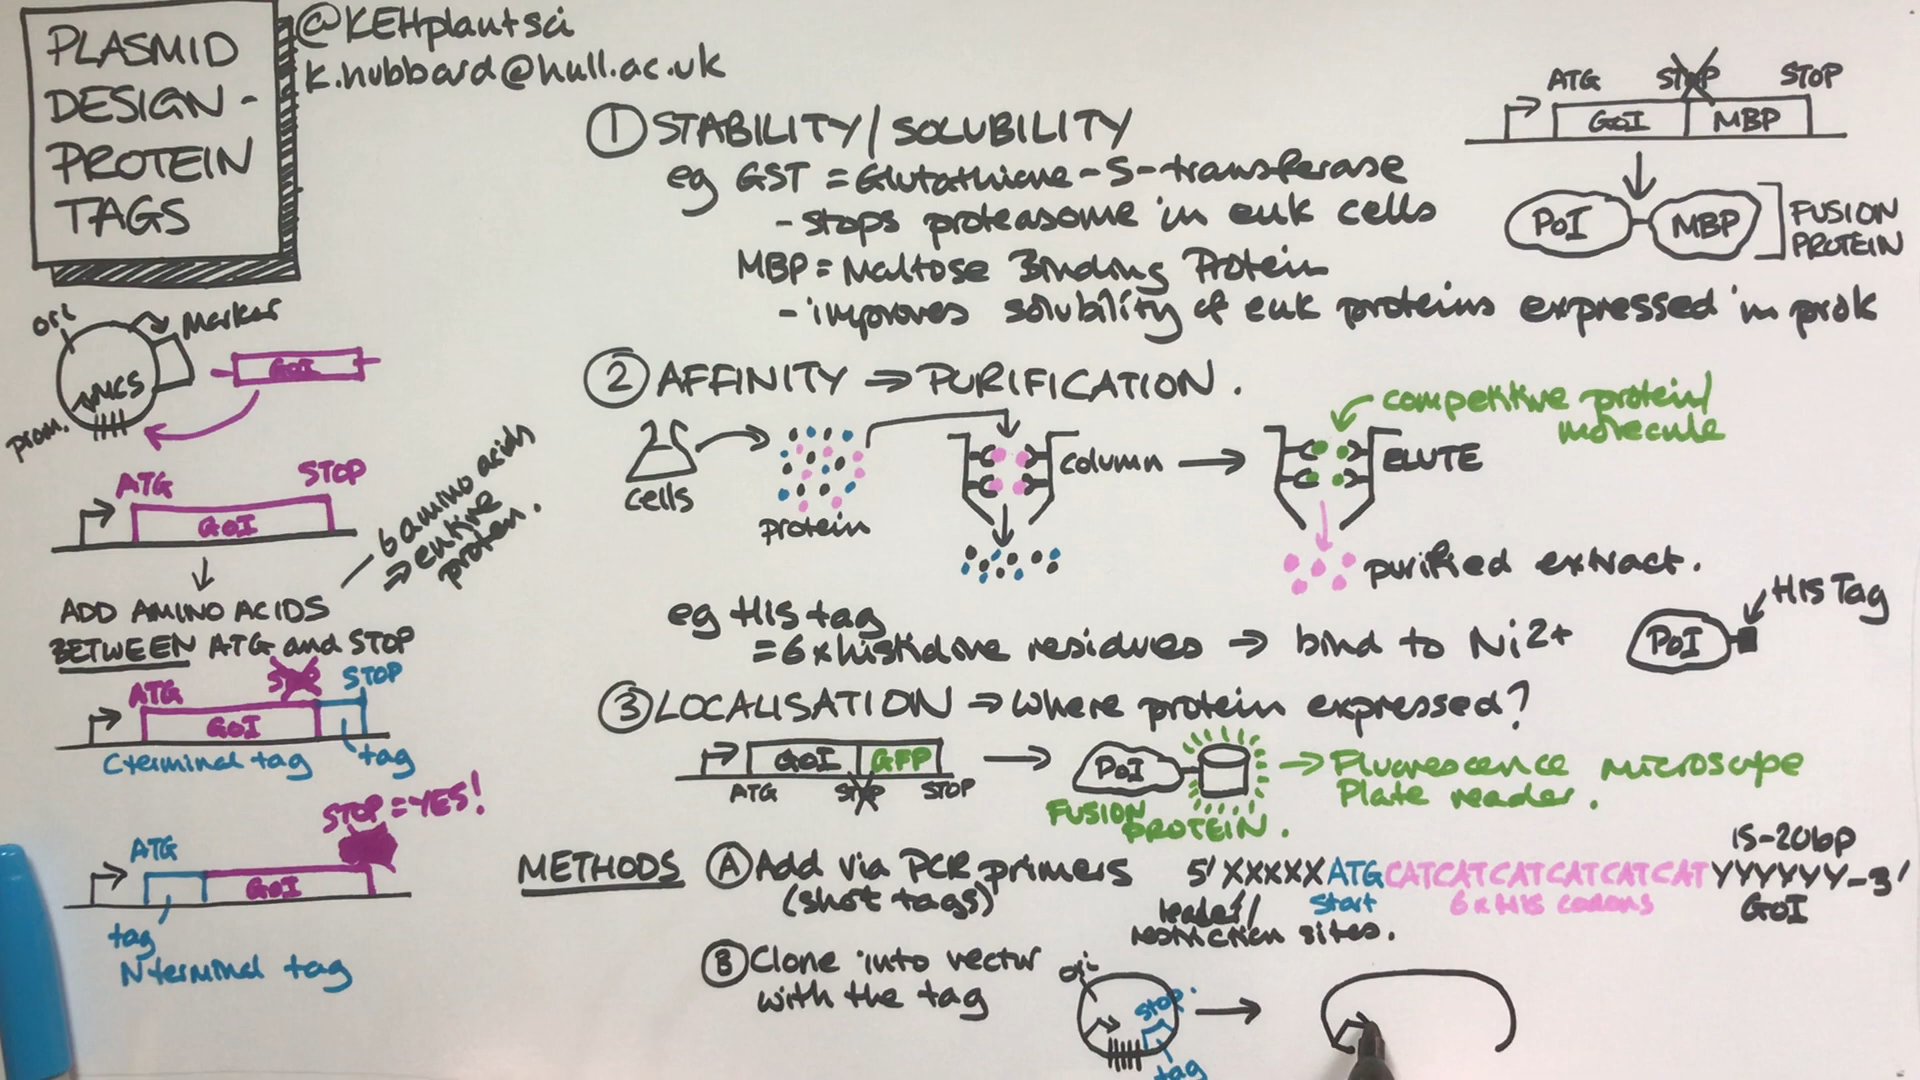 PLASMID
DESIGN -
PROTEIN
TAGS
@KEHplantsci
k.hubbard@hull.ac.uk
ori
Marker
MCS
prom.
GoI
ATG
STOP
GoI
6 amino acids
⇒ entire
protein.
ADD AMINO ACIDS
BETWEEN ATG and STOP
ATG
STOP
STOP
GoI
C terminal tag
tag
STOP = YES!
ATG
GoI
tag
N terminal tag
① STABILITY/SOLUBILITY
eg GST = Glutathione-S-transferase
- stops proteasome in euk cells
MBP = Maltose Binding Protein
- improves solubility of euk proteins expressed in prok
ATG STOP STOP
GoI MBP
PoI MBP
FUSION
PROTEIN
② AFFINITY ⇒ PURIFICATION.
cells
protein
column
competitive protein/
molecule
ELUTE
purified extract.
eg His tag
= 6 x histidine residues → bind to Ni2+
PoI
His Tag
③ LOCALISATION ⇒ Where protein expressed?
GoI GFP
ATG STOP STOP
PoI
FUSION
PROTEIN.
→ Fluorescence microscope
Plate reader.
METHODS Ⓐ Add via PCR primers
(short tags)
15-20bp
5' XXXXXATGCATCATCATCATCATCATYYYYYY-3'
leader/
restriction sites.
Start
6 x His codons
GoI
Ⓑ Clone into vector
with the tag
ori
stop.
tag